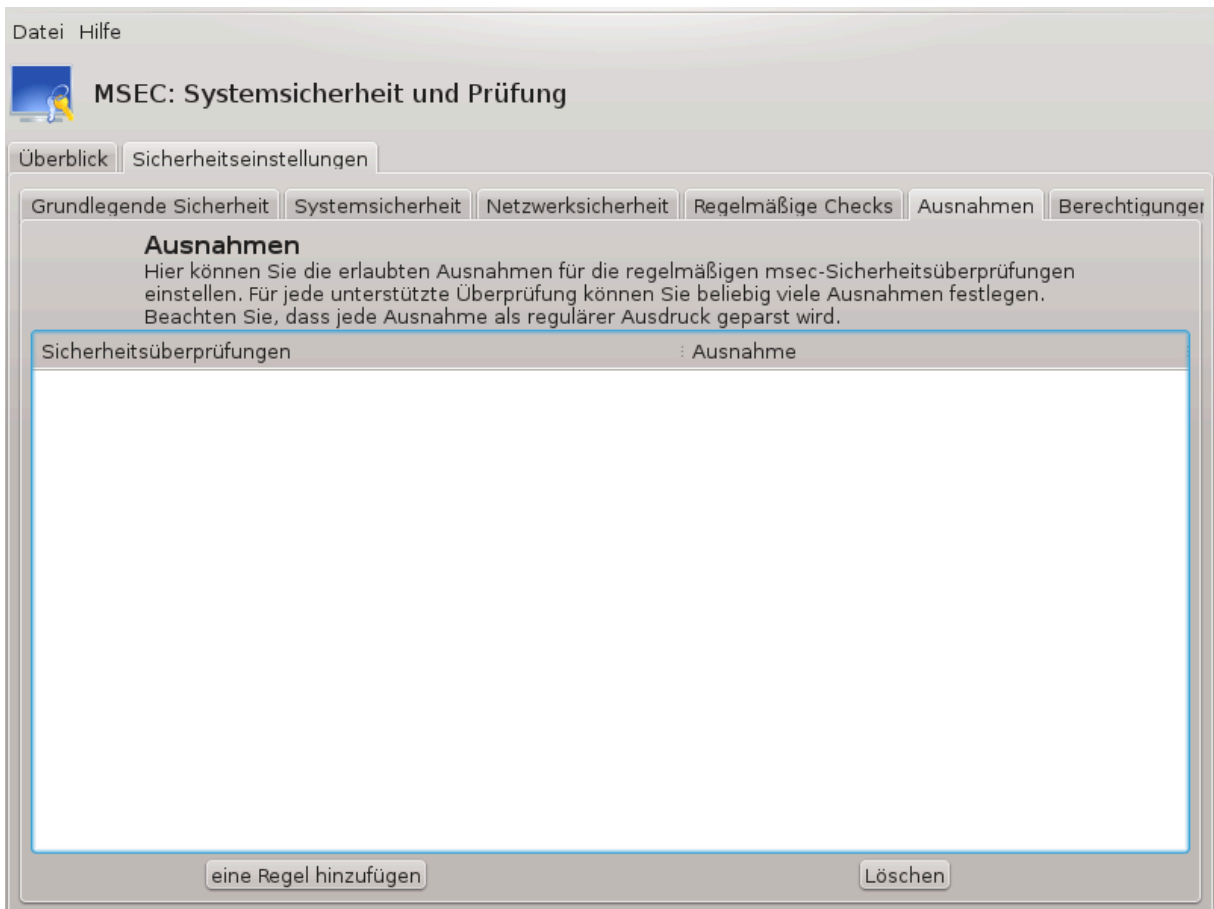 Datei Hilfe
MSEC: Systemsicherheit und Prüfung
Überblick Sicherheitseinstellungen
Grundlegende Sicherheit Systemsicherheit Netzwerksicherheit Regelmäßige Checks Ausnahmen Berechtigungen
Ausnahmen
Hier können Sie die erlaubten Ausnahmen für die regelmäßigen msec-Sicherheitsüberprüfungen
einstellen. Für jede unterstützte Überprüfung können Sie beliebig viele Ausnahmen festlegen.
Beachten Sie, dass jede Ausnahme als regulärer Ausdruck geparst wird.
Sicherheitsüberprüfungen Ausnahme
eine Regel hinzufügen Löschen